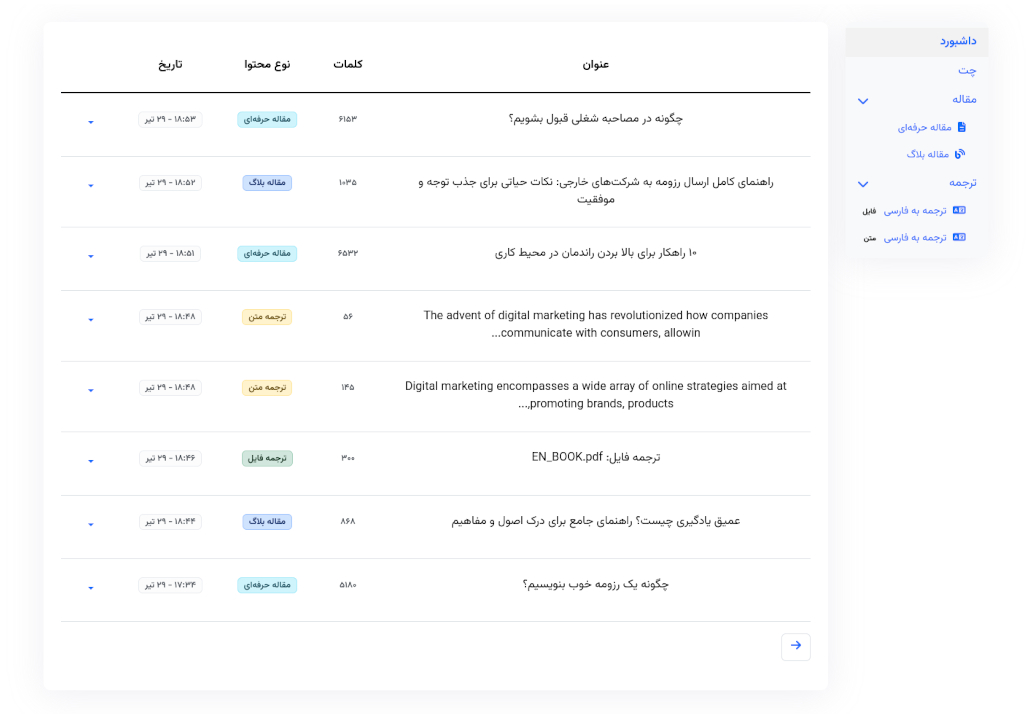 داشبورد
چت
مقاله
مقاله حرفه‌ای
مقاله بلاگ
ترجمه
ترجمه به فارسی فایل
ترجمه به فارسی متن
عنوان کلمات نوع محتوا تاریخ
چگونه در مصاحبه شغلی قبول بشویم؟ ۶۱۵۳ مقاله حرفه‌ای ۱۸:۵۳ - ۲۹ تیر
راهنمای کامل ارسال رزومه به شرکت‌های خارجی: نکات حیاتی برای جذب توجه و ۱۰۳۵ مقاله بلاگ ۱۸:۵۲ - ۲۹ تیر
موفقیت
۱۰ راهکار برای بالا بردن راندمان در محیط کاری ۶۵۳۲ مقاله حرفه‌ای ۱۸:۵۱ - ۲۹ تیر
The advent of digital marketing has revolutionized how companies ۵۶ ترجمه متن ۱۸:۴۸ - ۲۹ تیر
...communicate with consumers, allowin
Digital marketing encompasses a wide array of online strategies aimed at ۱۴۵ ترجمه متن ۱۸:۴۸ - ۲۹ تیر
...,promoting brands, products
ترجمه فایل: EN_BOOK.pdf ۳۰۰ ترجمه فایل ۱۸:۴۶ - ۲۹ تیر
عمیق یادگیری چیست؟ راهنمای جامع برای درک اصول و مفاهیم ۸۶۸ مقاله بلاگ ۱۸:۴۴ - ۲۹ تیر
چگونه یک رزومه خوب بنویسیم؟ ۵۱۸۰ مقاله حرفه‌ای ۱۷:۳۴ - ۲۹ تیر